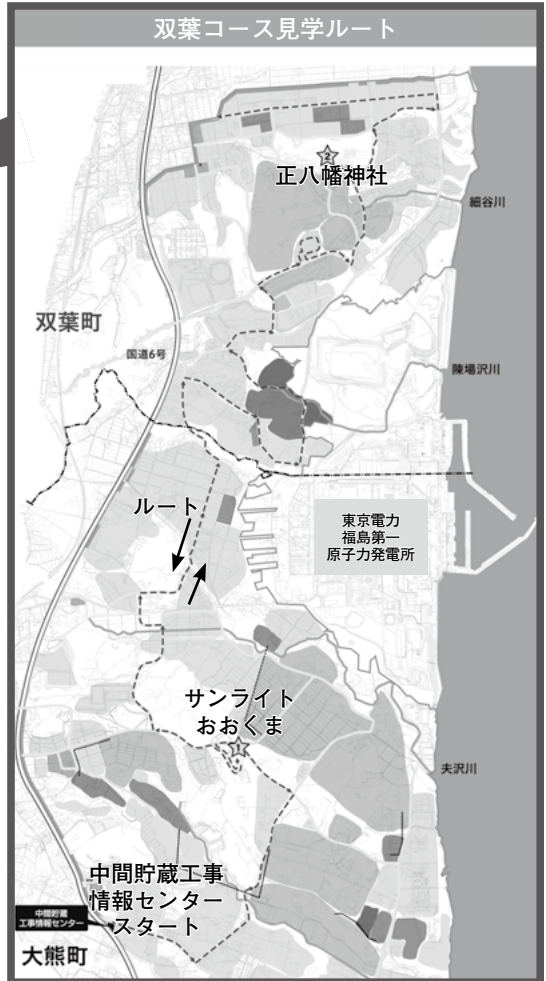 双葉コース見学ルート
2
正八幡神社
細谷川
双葉町
国道6号
陳場沢川
ルート
東京電力
福島第一
原子力発電所
サンライト
おおくま
1
夫沢川
中間貯蔵工事
情報センター
スタート
中間貯蔵
工事情報センター
大熊町